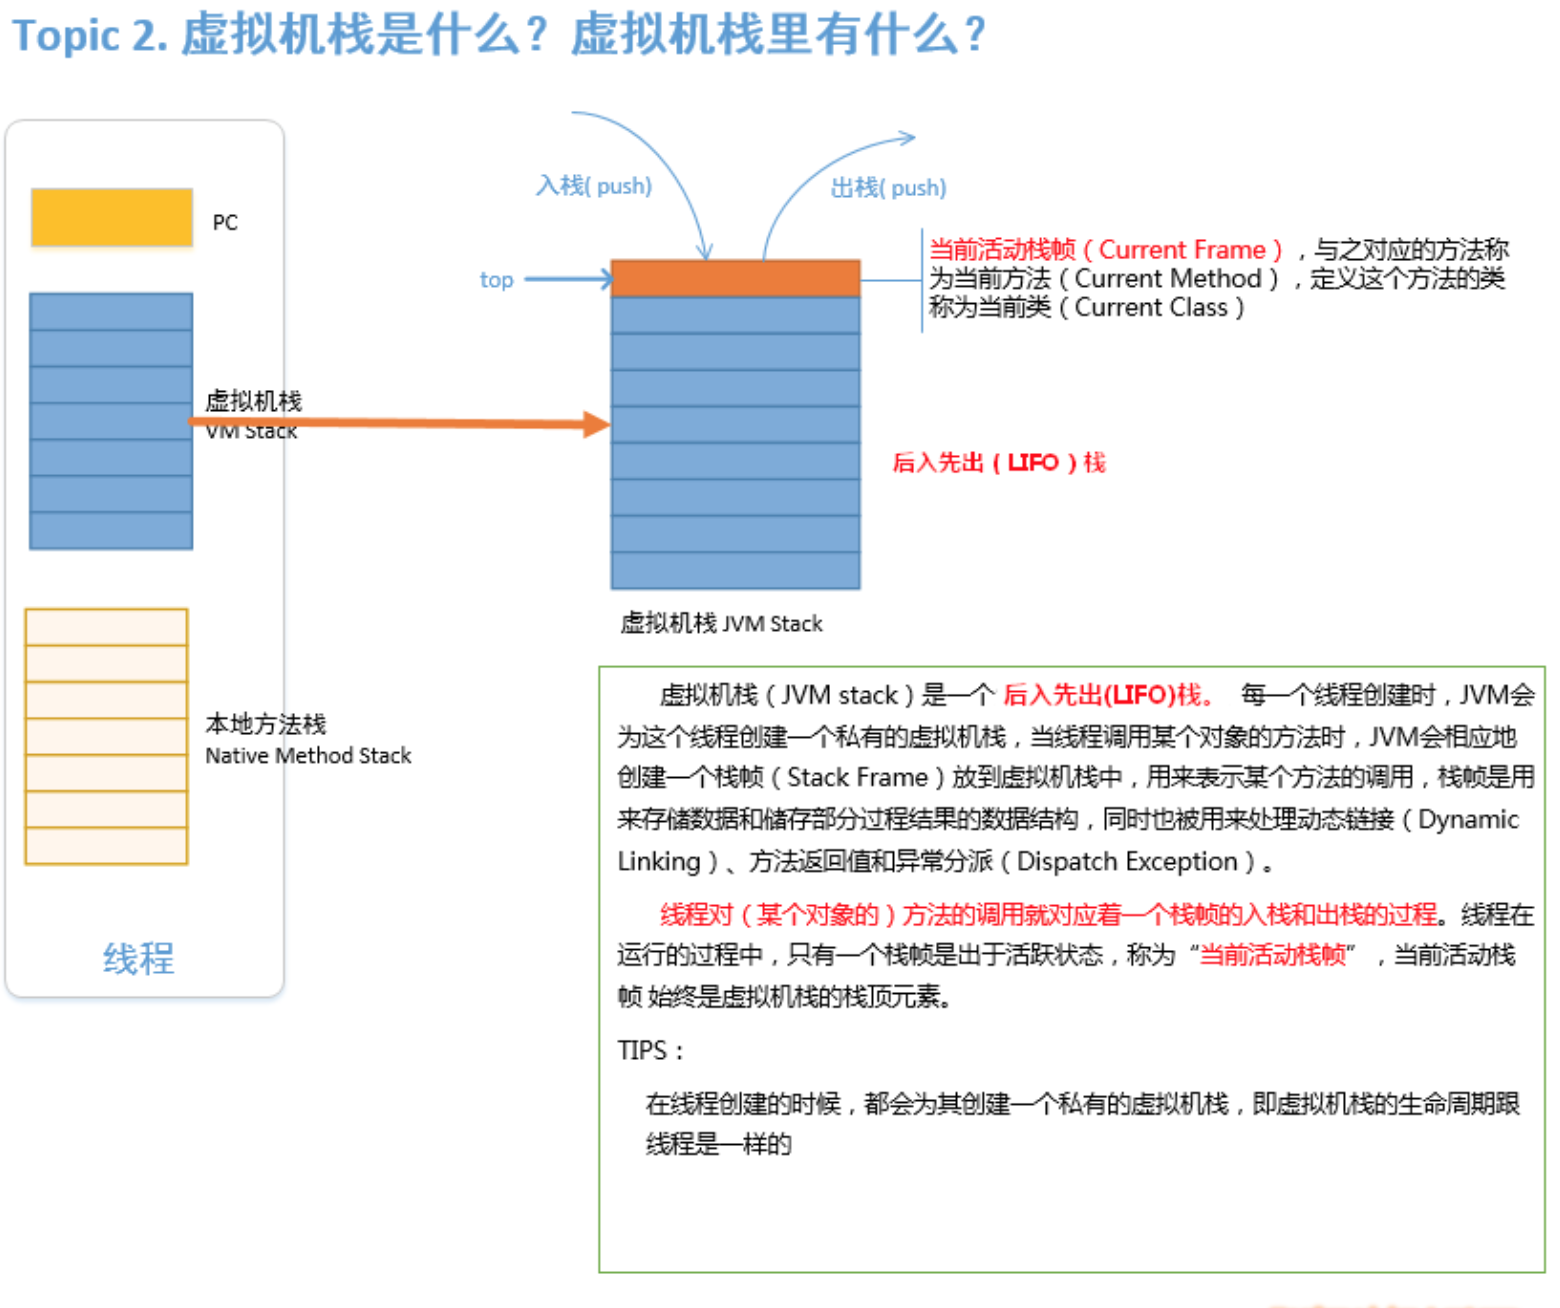 Topic 2. 虚拟机栈是什么？虚拟机栈里有什么？
PC
虚拟机栈
VM Stack
本地方法栈
Native Method Stack
线程
入栈( push)
出栈( push)
top
当前活动栈帧（Current Frame），与之对应的方法称
为当前方法（Current Method），定义这个方法的类
称为当前类（Current Class）
后入先出（LIFO）栈
虚拟机栈 JVM Stack
虚拟机栈（JVM stack）是一个 后入先出(LIFO)栈。 每一个线程创建时，JVM会
为这个线程创建一个私有的虚拟机栈，当线程调用某个对象的方法时，JVM会相应地
创建一个栈帧（Stack Frame）放到虚拟机栈中，用来表示某个方法的调用，栈帧是用
来存储数据和储存部分过程结果的数据结构，同时也被用来处理动态链接（Dynamic
Linking）、方法返回值和异常分派（Dispatch Exception）。
线程对（某个对象的）方法的调用就对应着一个栈帧的入栈和出栈的过程。线程在
运行的过程中，只有一个栈帧是出于活跃状态，称为“当前活动栈帧”，当前活动栈
帧 始终是虚拟机栈的栈顶元素。
TIPS：
在线程创建的时候，都会为其创建一个私有的虚拟机栈，即虚拟机栈的生命周期跟
线程是一样的